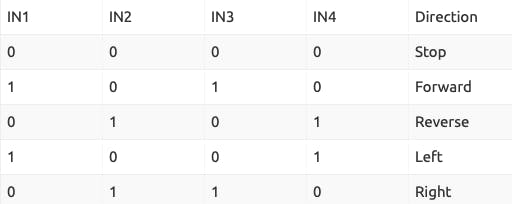 IN1 IN2 IN3 IN4 Direction
0 0 0 0 Stop
1 0 1 0 Forward
0 1 0 1 Reverse
1 0 0 1 Left
0 1 1 0 Right